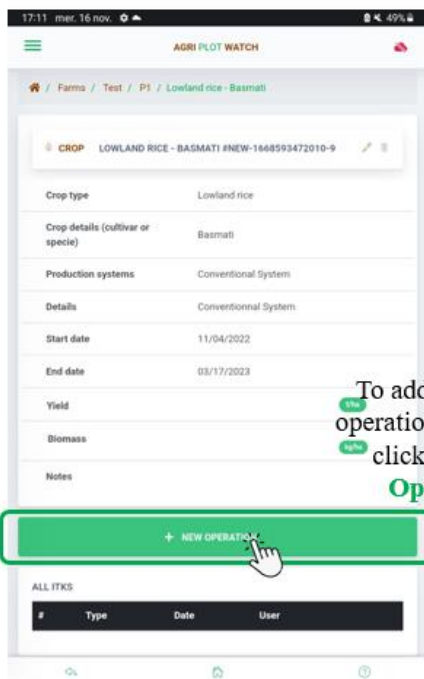 17:11 mer. 16 nov. 49%
AGRI PLOT WATCH
/ Farms / Test / P1 / Lowland rice - Basmati
CROP LOWLAND RICE - BASMATI #NEW-1668593472010-9
Crop type Lowland rice
Crop details (cultivar or specie) Basmati
Production systems Conventional System
Details Conventionnal System
Start date 11/04/2022
End date 03/17/2023
Yield t/ha
Biomass kg/ha
Notes
To add
operatio
click
Op
+ NEW OPERATION
ALL ITKS
# Type Date User